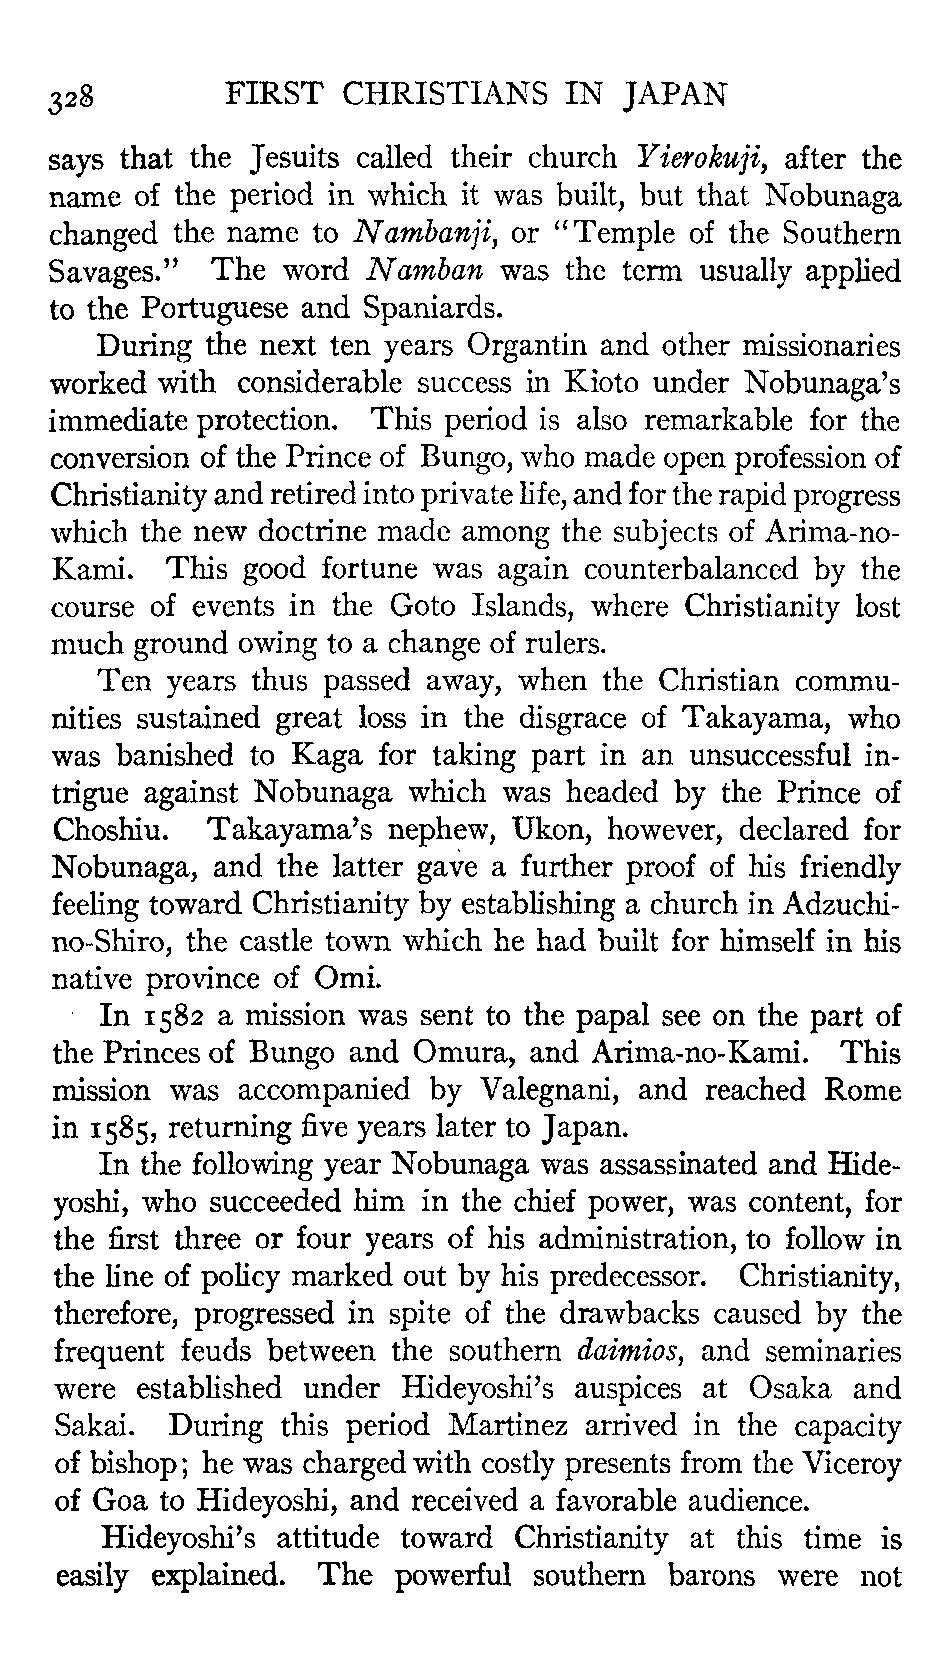 328 FIRST CHRISTIANS IN JAPAN
says that the Jesuits called their church Yierokuji, after the
name of the period in which it was built, but that Nobunaga
changed the name to Nambanji, or "Temple of the Southern
Savages." The word Namban was the term usually applied
to the Portuguese and Spaniards.
During the next ten years Organtin and other missionaries
worked with considerable success in Kioto under Nobunaga's
immediate protection. This period is also remarkable for the
conversion of the Prince of Bungo, who made open profession of
Christianity and retired into private life, and for the rapid progress
which the new doctrine made among the subjects of Arima-no-
Kami. This good fortune was again counterbalanced by the
course of events in the Goto Islands, where Christianity lost
much ground owing to a change of rulers.
Ten years thus passed away, when the Christian commu-
nities sustained great loss in the disgrace of Takayama, who
was banished to Kaga for taking part in an unsuccessful in-
trigue against Nobunaga which was headed by the Prince of
Choshiu. Takayama's nephew, Ukon, however, declared for
Nobunaga, and the latter gave a further proof of his friendly
feeling toward Christianity by establishing a church in Adzuchi-
no-Shiro, the castle town which he had built for himself in his
native province of Omi.
In 1582 a mission was sent to the papal see on the part of
the Princes of Bungo and Omura, and Arima-no-Kami. This
mission was accompanied by Valegnani, and reached Rome
in 1585, returning five years later to Japan.
In the following year Nobunaga was assassinated and Hide-
yoshi, who succeeded him in the chief power, was content, for
the first three or four years of his administration, to follow in
the line of policy marked out by his predecessor. Christianity,
therefore, progressed in spite of the drawbacks caused by the
frequent feuds between the southern daimios, and seminaries
were established under Hideyoshi's auspices at Osaka and
Sakai. During this period Martinez arrived in the capacity
of bishop; he was charged with costly presents from the Viceroy
of Goa to Hideyoshi, and received a favorable audience.
Hideyoshi's attitude toward Christianity at this time is
easily explained. The powerful southern barons were not